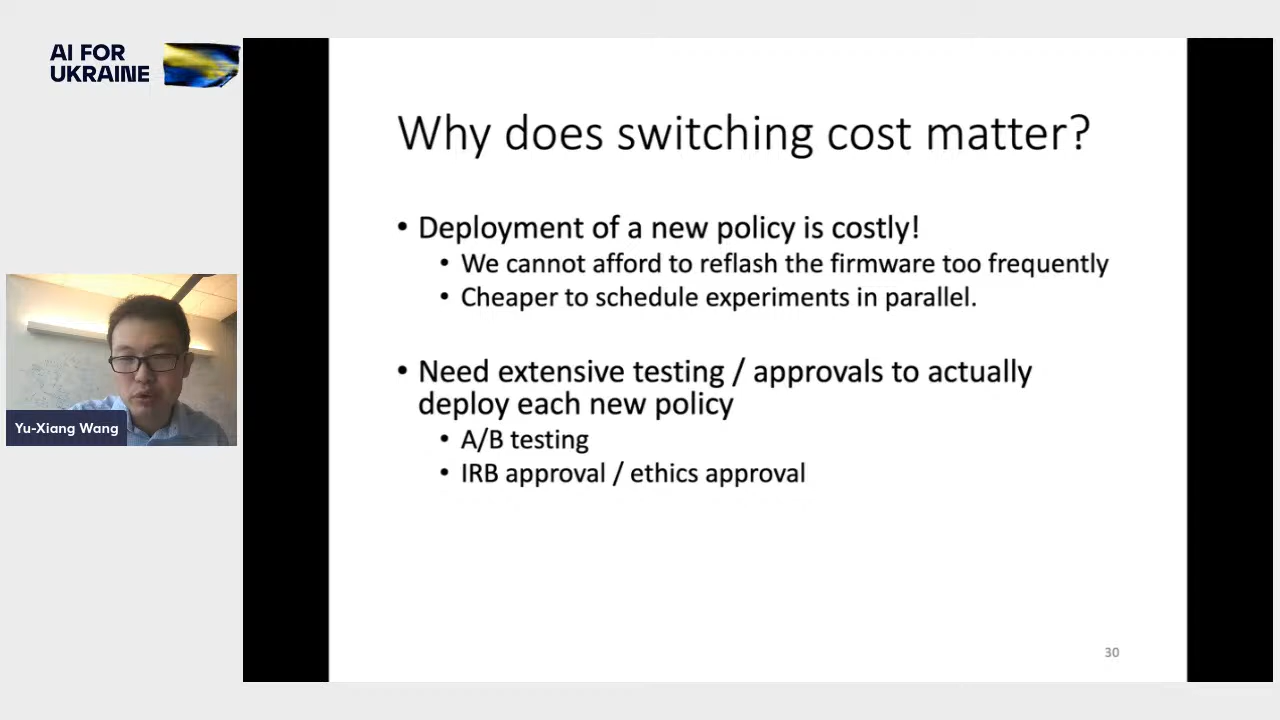 AI FOR
UKRAINE
Why does switching cost matter?
• Deployment of a new policy is costly!
• We cannot afford to reflash the firmware too frequently
• Cheaper to schedule experiments in parallel.
• Need extensive testing / approvals to actually
deploy each new policy
• A/B testing
• IRB approval / ethics approval
Yu-Xiang Wang
30